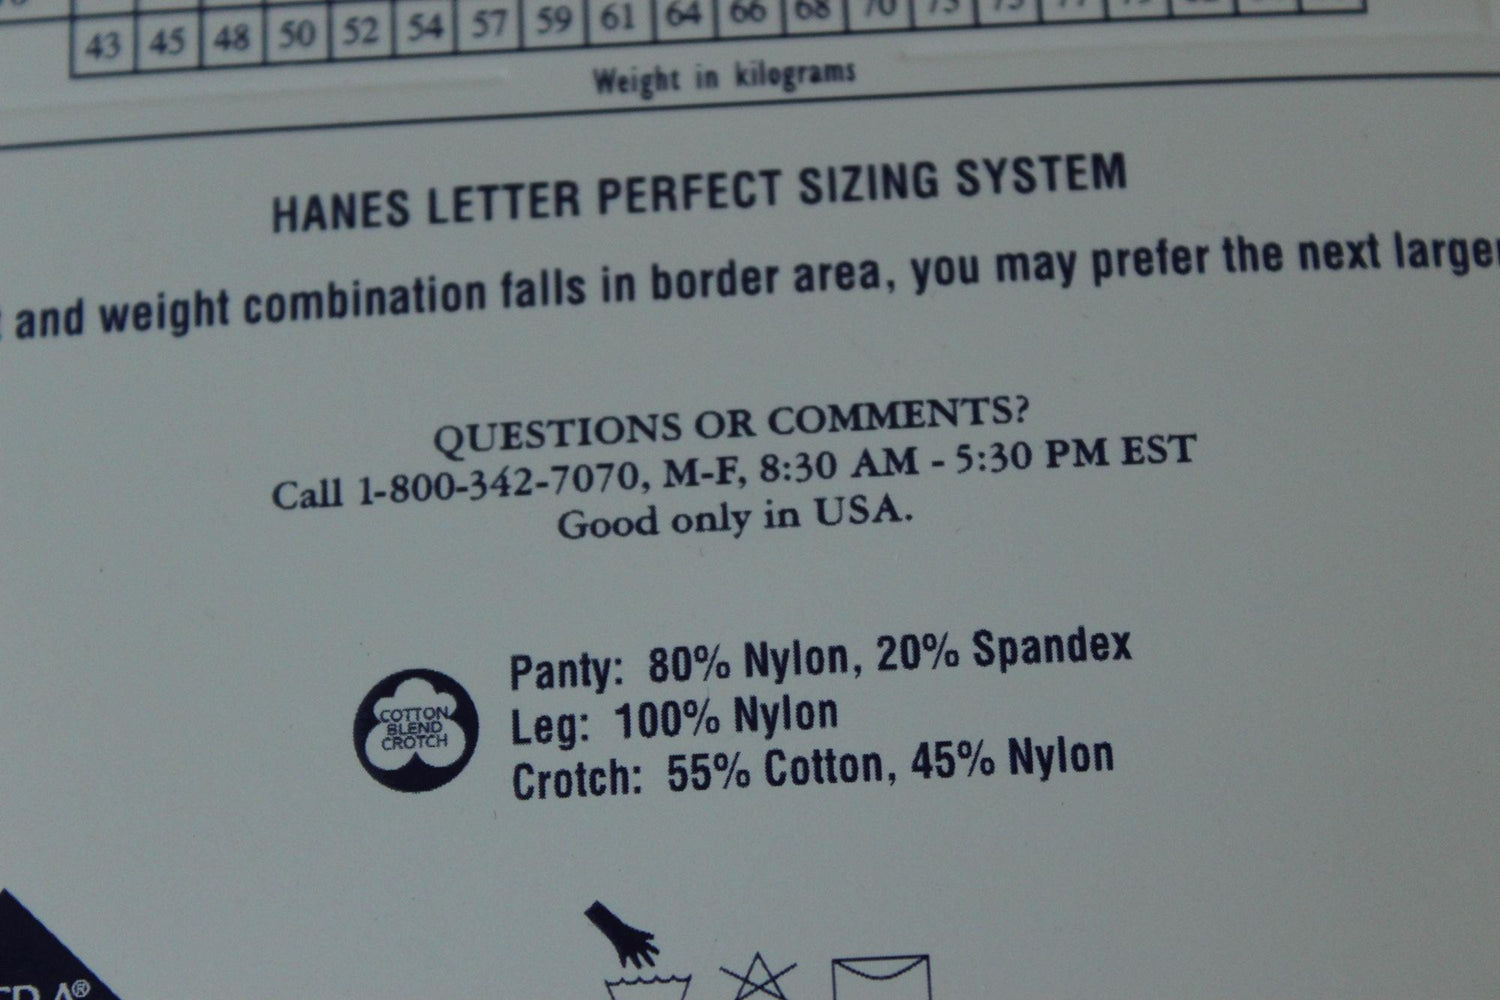 43 45 48 50 52 54 57 59 61 64 66 68 70
Weight in kilograms
HANES LETTER PERFECT SIZING SYSTEM
and weight combination falls in border area, you may prefer the next larger
QUESTIONS OR COMMENTS?
Call 1-800-342-7070, M-F, 8:30 AM - 5:30 PM EST
Good only in USA.
COTTON
BLEND
CROTCH
Panty: 80% Nylon, 20% Spandex
Leg: 100% Nylon
Crotch: 55% Cotton, 45% Nylon